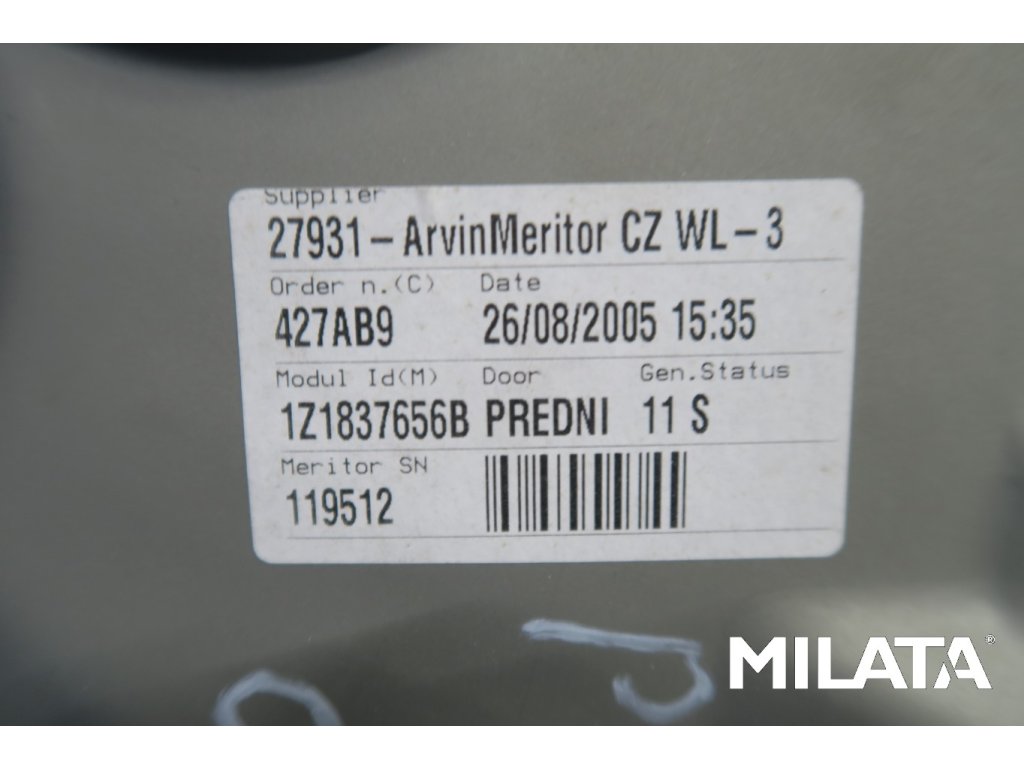 Supplier
27931-ArvinMeritor CZ WL-3
Order n.(C) Date
427AB9 26/08/2005 15:35
Modul Id(M) Door Gen.Status
1Z1837656B PREDNI 11 S
Meritor SN
119512
MILATA®